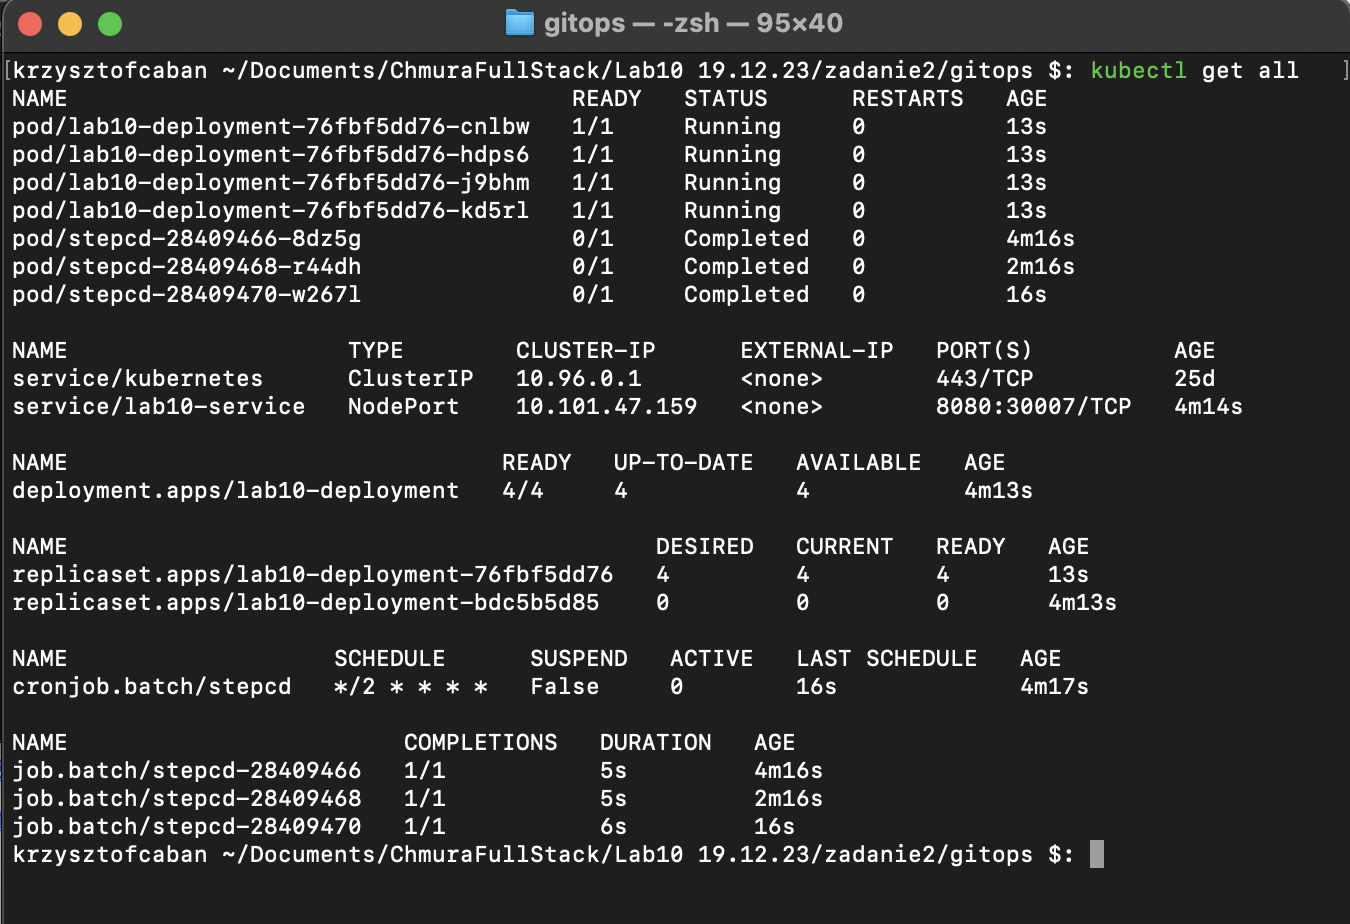 gitops — -zsh — 95×40
[krzysztofcaban ~/Documents/ChmuraFullStack/Lab10 19.12.23/zadanie2/gitops $: kubectl get all ]
NAME READY STATUS RESTARTS AGE
pod/lab10-deployment-76fbf5dd76-cnlbw 1/1 Running 0 13s
pod/lab10-deployment-76fbf5dd76-hdps6 1/1 Running 0 13s
pod/lab10-deployment-76fbf5dd76-j9bhm 1/1 Running 0 13s
pod/lab10-deployment-76fbf5dd76-kd5rl 1/1 Running 0 13s
pod/stepcd-28409466-8dz5g 0/1 Completed 0 4m16s
pod/stepcd-28409468-r44dh 0/1 Completed 0 2m16s
pod/stepcd-28409470-w267l 0/1 Completed 0 16s
NAME TYPE CLUSTER-IP EXTERNAL-IP PORT(S) AGE
service/kubernetes ClusterIP 10.96.0.1 <none> 443/TCP 25d
service/lab10-service NodePort 10.101.47.159 <none> 8080:30007/TCP 4m14s
NAME READY UP-TO-DATE AVAILABLE AGE
deployment.apps/lab10-deployment 4/4 4 4 4m13s
NAME DESIRED CURRENT READY AGE
replicaset.apps/lab10-deployment-76fbf5dd76 4 4 4 13s
replicaset.apps/lab10-deployment-bdc5b5d85 0 0 0 4m13s
NAME SCHEDULE SUSPEND ACTIVE LAST SCHEDULE AGE
cronjob.batch/stepcd */2 * * * * False 0 16s 4m17s
NAME COMPLETIONS DURATION AGE
job.batch/stepcd-28409466 1/1 5s 4m16s
job.batch/stepcd-28409468 1/1 5s 2m16s
job.batch/stepcd-28409470 1/1 6s 16s
krzysztofcaban ~/Documents/ChmuraFullStack/Lab10 19.12.23/zadanie2/gitops $: